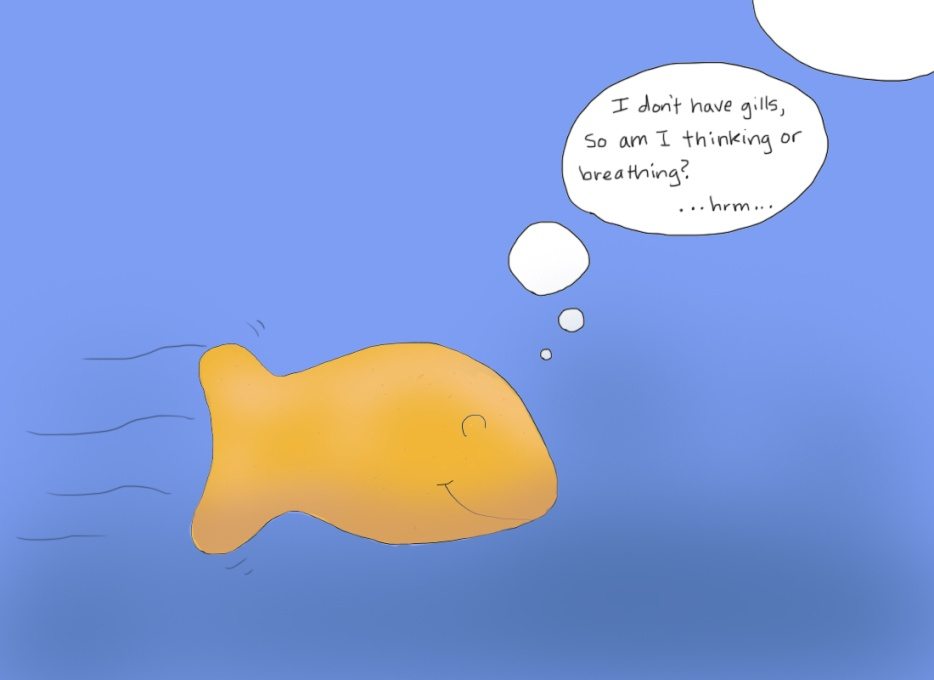 I don't have gills,
So am I thinking or
breathing?
...hrm...